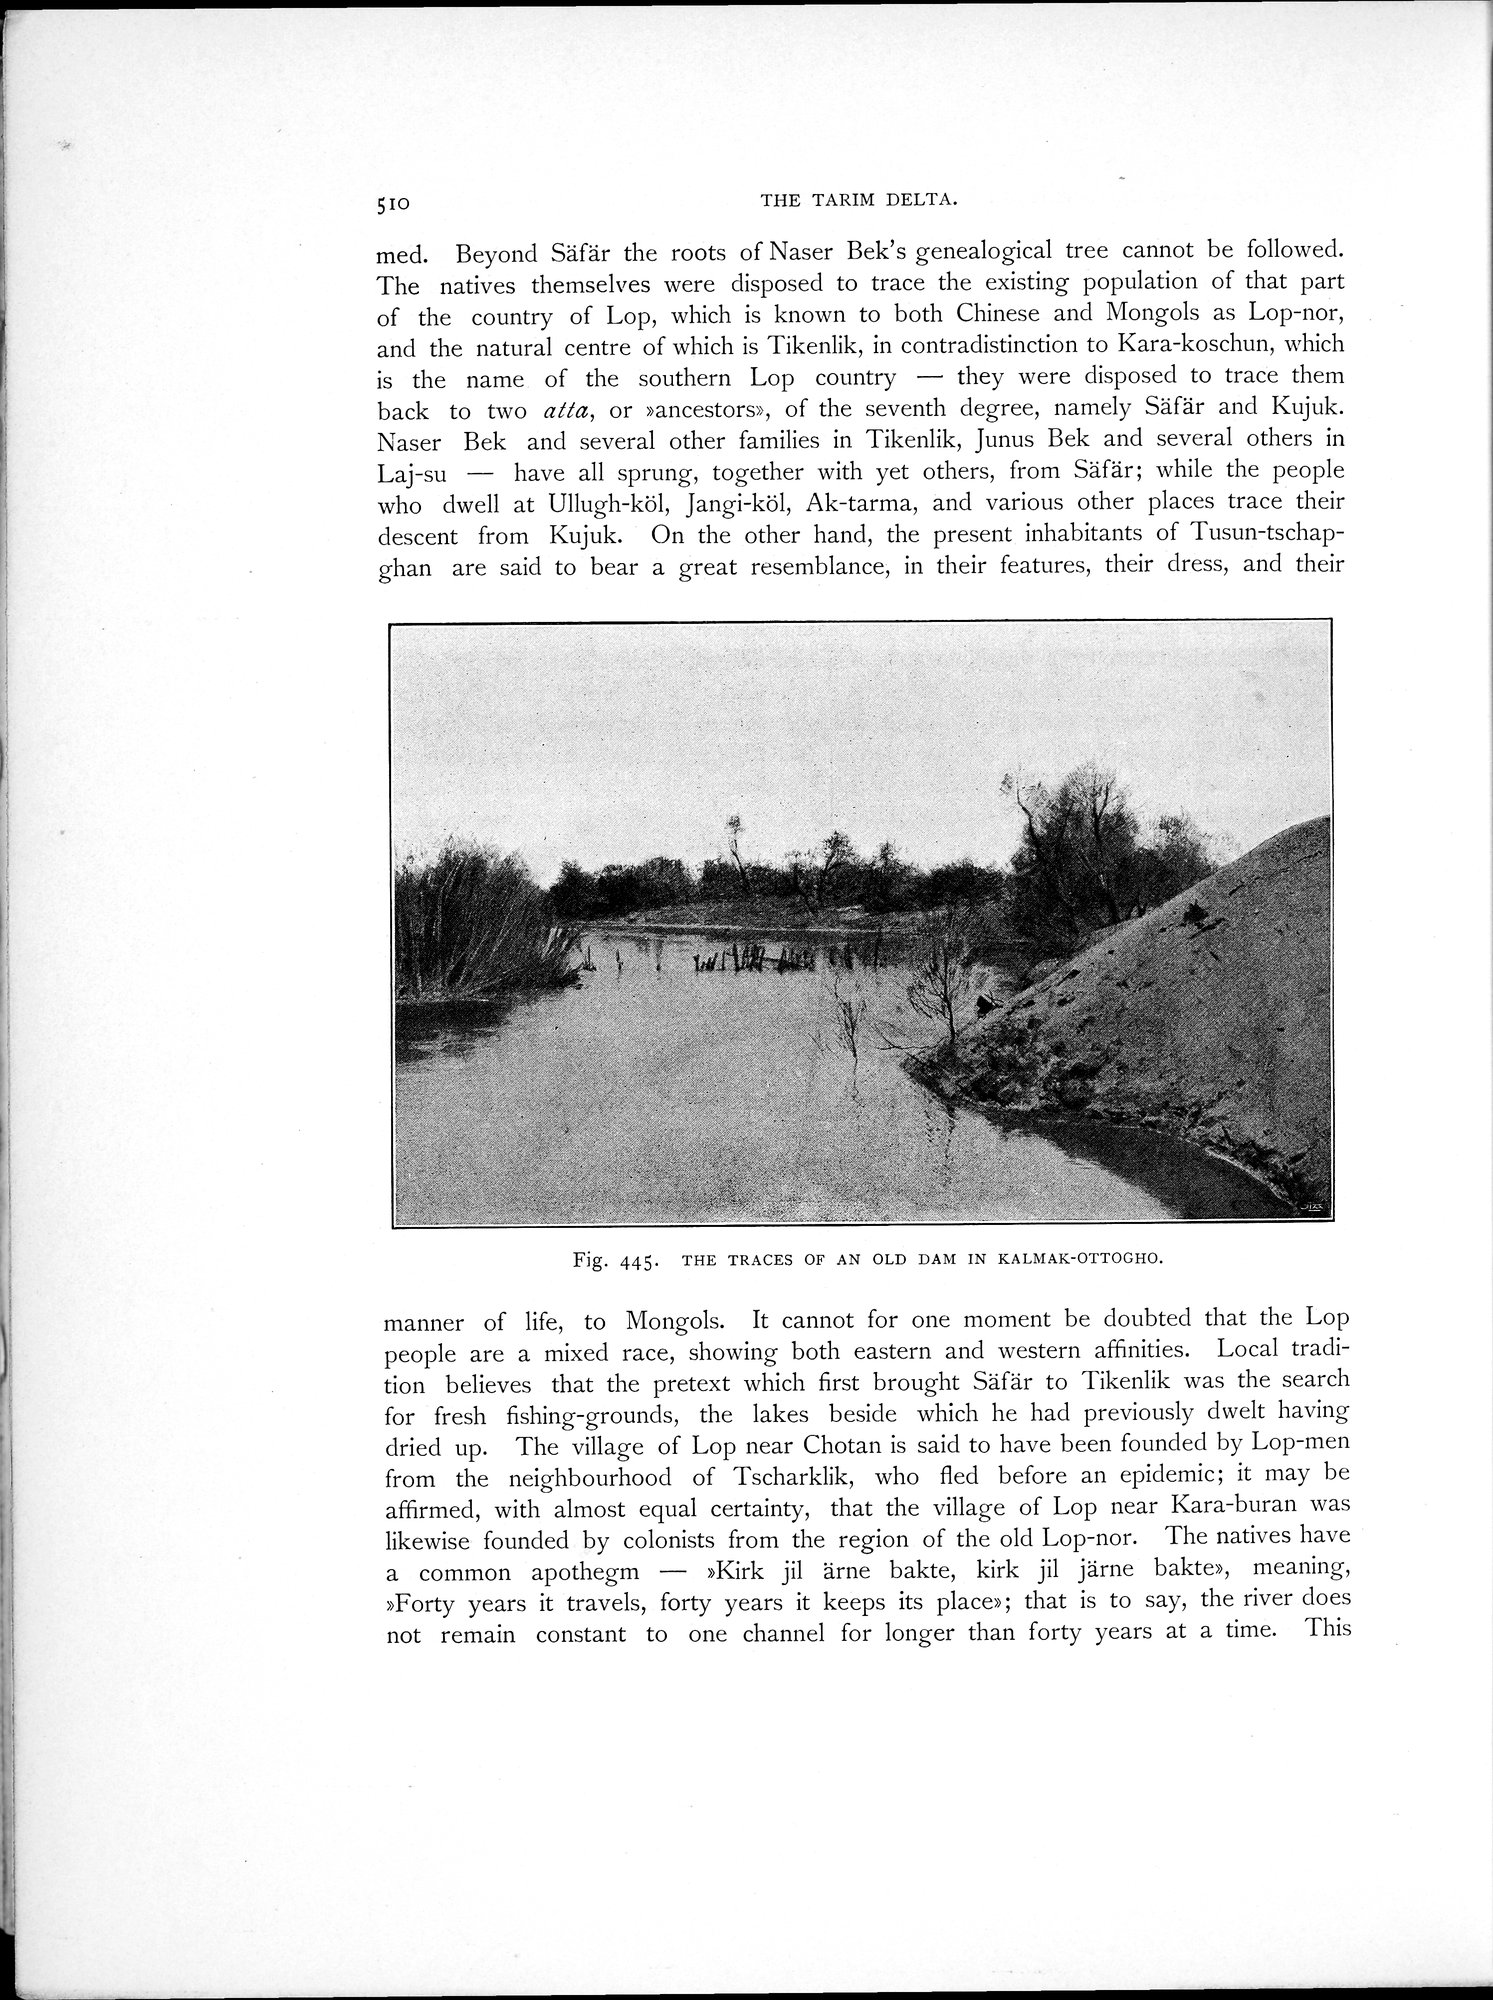 510
THE TARIM DELTA.
med. Beyond Säfär the roots of Naser Bek's genealogical tree cannot be followed.
The natives themselves were disposed to trace the existing population of that part
of the country of Lop, which is known to both Chinese and Mongols as Lop-nor,
and the natural centre of which is Tikenlik, in contradistinction to Kara-koschun, which
is the name of the southern Lop country — they were disposed to trace them
back to two atta, or »ancestors», of the seventh degree, namely Säfär and Kujuk.
Naser Bek and several other families in Tikenlik, Junus Bek and several others in
Laj-su — have all sprung, together with yet others, from Säfär; while the people
who dwell at Ullugh-köl, Jangi-köl, Ak-tarma, and various other places trace their
descent from Kujuk. On the other hand, the present inhabitants of Tusun-tschap-
ghan are said to bear a great resemblance, in their features, their dress, and their
Fig. 445. THE TRACES OF AN OLD DAM IN KALMAK-OTTOGHO.
manner of life, to Mongols. It cannot for one moment be doubted that the Lop
people are a mixed race, showing both eastern and western affinities. Local tradi-
tion believes that the pretext which first brought Säfär to Tikenlik was the search
for fresh fishing-grounds, the lakes beside which he had previously dwelt having
dried up. The village of Lop near Chotan is said to have been founded by Lop-men
from the neighbourhood of Tscharklik, who fled before an epidemic; it may be
affirmed, with almost equal certainty, that the village of Lop near Kara-buran was
likewise founded by colonists from the region of the old Lop-nor. The natives have
a common apothegm — »Kirk jil ärne bakte, kirk jil järne bakte», meaning,
»Forty years it travels, forty years it keeps its place»; that is to say, the river does
not remain constant to one channel for longer than forty years at a time. This